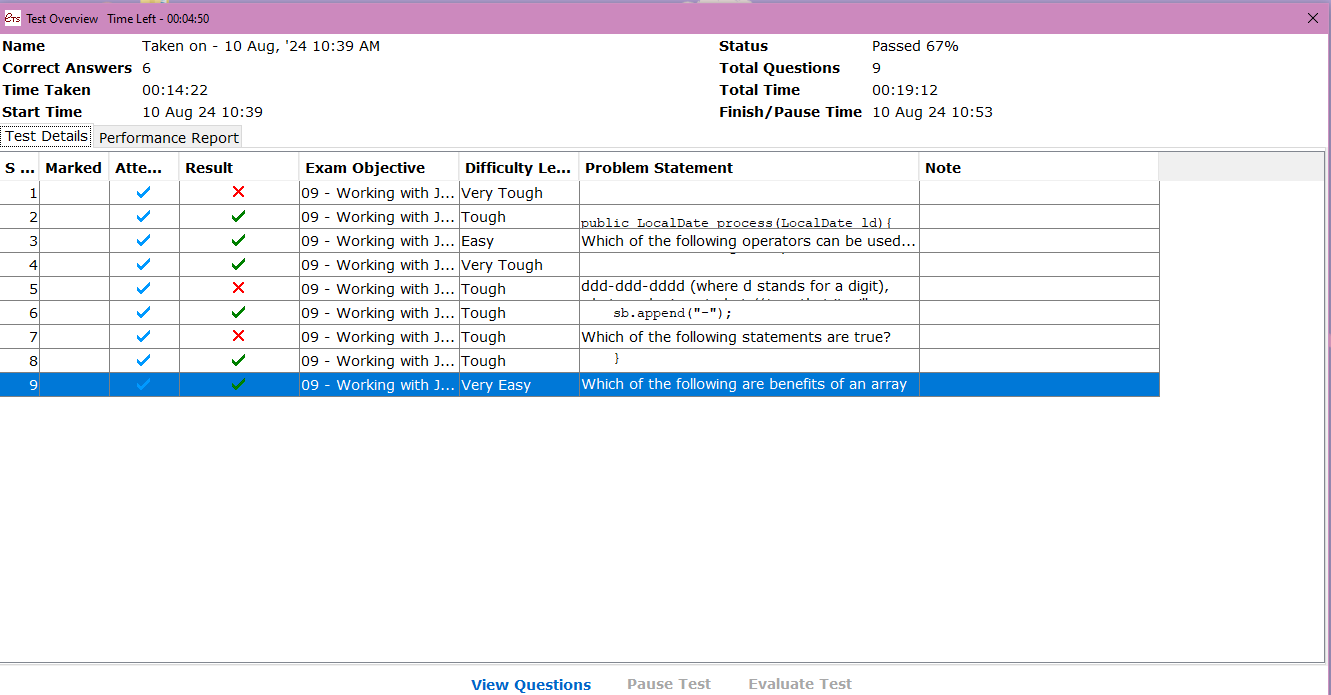 ETS Test Overview Time Left - 00:04:50
Name Taken on - 10 Aug, '24 10:39 AM Status Passed 67%
Correct Answers 6 Total Questions 9
Time Taken 00:14:22 Total Time 00:19:12
Start Time 10 Aug 24 10:39 Finish/Pause Time 10 Aug 24 10:53
Test Details Performance Report
S ... Marked Atte... Result Exam Objective Difficulty Le... Problem Statement Note
1 09 - Working with J... Very Tough
2 09 - Working with J... Tough public LocalDate process(LocalDate ld){
3 09 - Working with J... Easy Which of the following operators can be used...
4 09 - Working with J... Very Tough
5 09 - Working with J... Tough ddd-ddd-dddd (where d stands for a digit),
6 09 - Working with J... Tough sb.append("-");
7 09 - Working with J... Tough Which of the following statements are true?
8 09 - Working with J... Tough }
9 09 - Working with J... Very Easy Which of the following are benefits of an array
View Questions Pause Test Evaluate Test